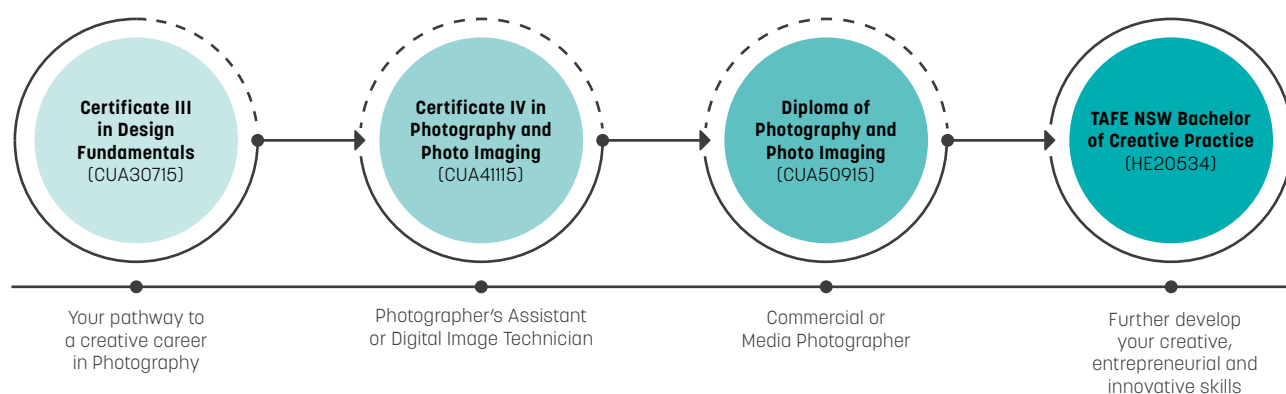 Certificate III
in Design
Fundamentals
(CUA30715)
Certificate IV in
Photography and
Photo Imaging
(CUA41115)
Diploma of
Photography and
Photo Imaging
(CUA50915)
TAFE NSW Bachelor
of Creative Practice
(HE20534)
Your pathway to
a creative career
in Photography
Photographer's Assistant
or Digital Image Technician
Commercial or
Media Photographer
Further develop
your creative,
entrepreneurial and
innovative skills